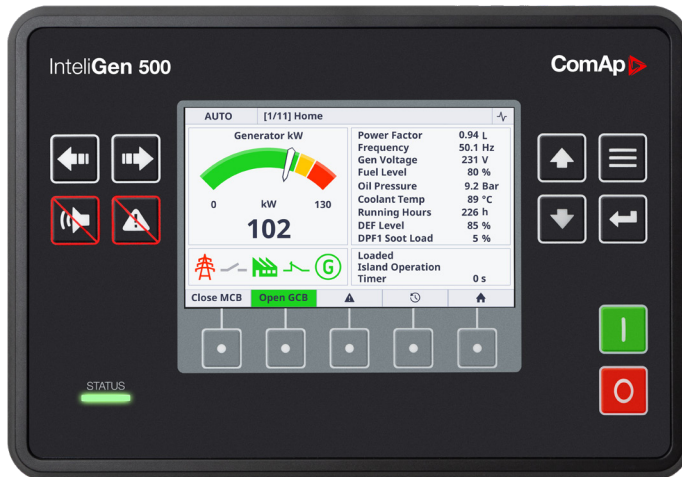 InteliGen 500
ComAp
AUTO [1/11] Home
Generator kW
0 kW 130
102
Power Factor 0.94 L
Frequency 50.1 Hz
Gen Voltage 231 V
Fuel Level 80 %
Oil Pressure 9.2 Bar
Coolant Temp 89 °C
Running Hours 226 h
DEF Level 85 %
DPF1 Soot Load 5 %
G
Loaded
Island Operation
Timer 0 s
Close MCB Open GCB
I
O
STATUS